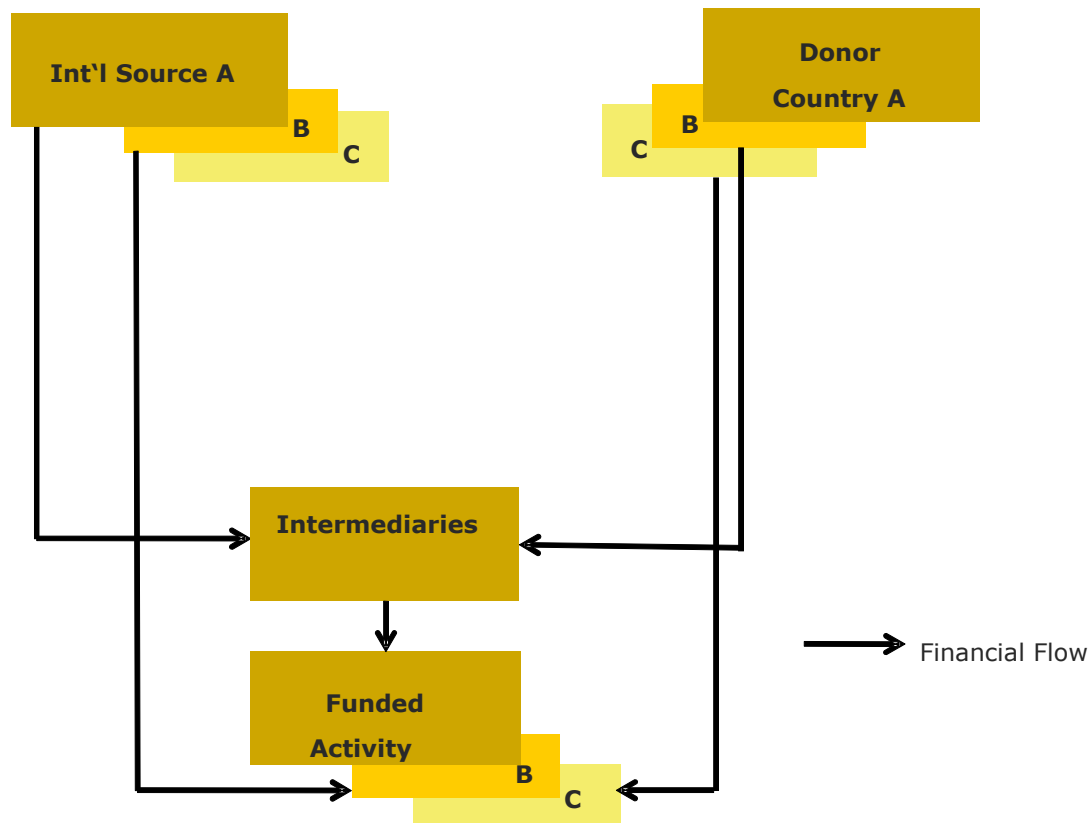 Int‘l Source A
B
C
Donor
Country A
B
C
Intermediaries
Funded
Activity
B
C
Financial Flow